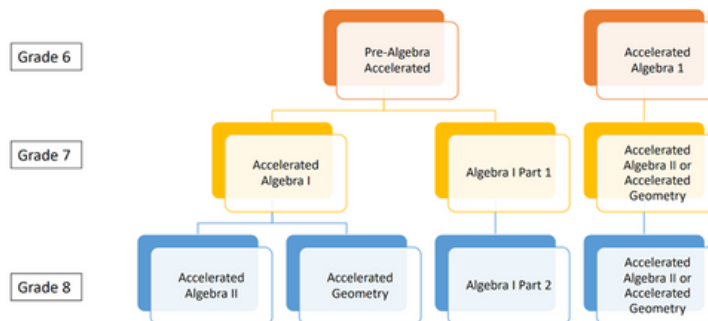 Grade 6
Pre-Algebra
Accelerated
Accelerated
Algebra 1
Grade 7
Accelerated
Algebra I
Algebra I Part 1
Accelerated
Algebra II or
Accelerated
Geometry
Grade 8
Accelerated
Algebra II
Accelerated
Geometry
Algebra I Part 2
Accelerated
Algebra II or
Accelerated
Geometry